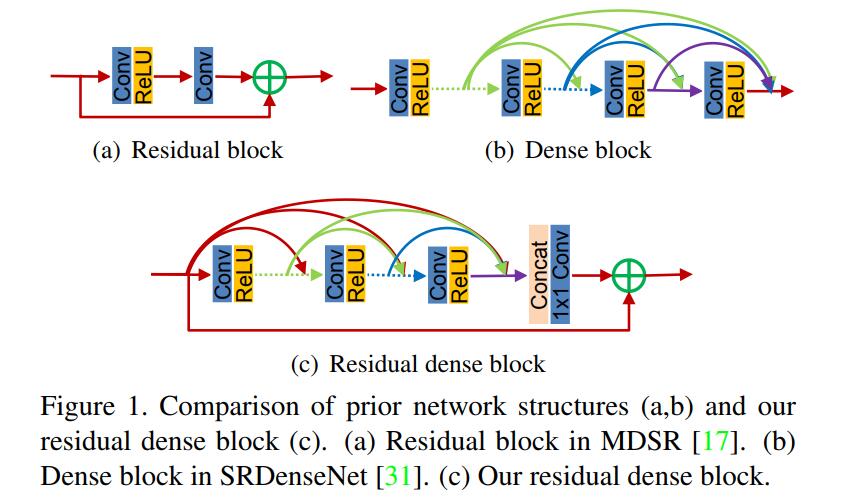 Conv
ReLU
Conv
(a) Residual block
Conv
ReLU
Conv
ReLU
Conv
ReLU
Conv
ReLU
(b) Dense block
Conv
ReLU
Conv
ReLU
Conv
ReLU
Concat
1x1 Conv
(c) Residual dense block
Figure 1. Comparison of prior network structures (a,b) and our
residual dense block (c). (a) Residual block in MDSR [17]. (b)
Dense block in SRDenseNet [31]. (c) Our residual dense block.